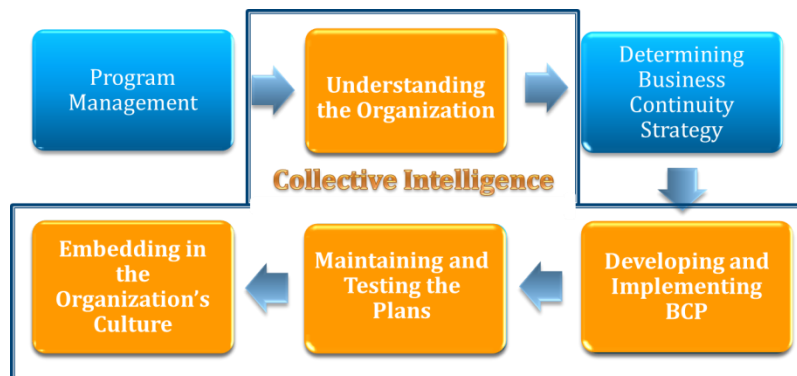 Program
Management
Understanding
the Organization
Determining
Business
Continuity
Strategy
Collective Intelligence
Embedding in
the
Organization’s
Culture
Maintaining and
Testing the
Plans
Developing and
Implementing
BCP